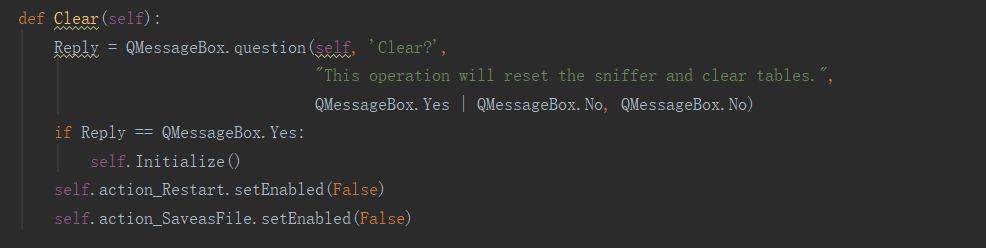 def Clear(self):
    Reply = QMessageBox.question(self, 'Clear?',
                                 "This operation will reset the sniffer and clear tables.",
                                 QMessageBox.Yes | QMessageBox.No, QMessageBox.No)
    if Reply == QMessageBox.Yes:
        self.Initialize()
    self.action_Restart.setEnabled(False)
    self.action_SaveasFile.setEnabled(False)